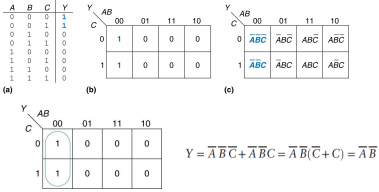 A B C Y
0 0 0 1
0 0 1 1
0 1 0 0
0 1 1 0
1 0 0 0
1 0 1 0
1 1 0 0
1 1 1 0
(a)
Y AB
C 00 01 11 10
0 1 0 0 0
1 1 0 0 0
(b)
Y AB
C 00 01 11 10
0 A̅B̅C̅ A̅BC̅ ABC̅ AB̅C̅
1 A̅B̅C A̅BC ABC AB̅C
(c)
Y AB
C 00 01 11 10
0 1 0 0 0
1 1 0 0 0
Y = A̅ B̅ C̅ + A̅ B̅ C = A̅ B̅(C̅ + C) = A̅ B̅